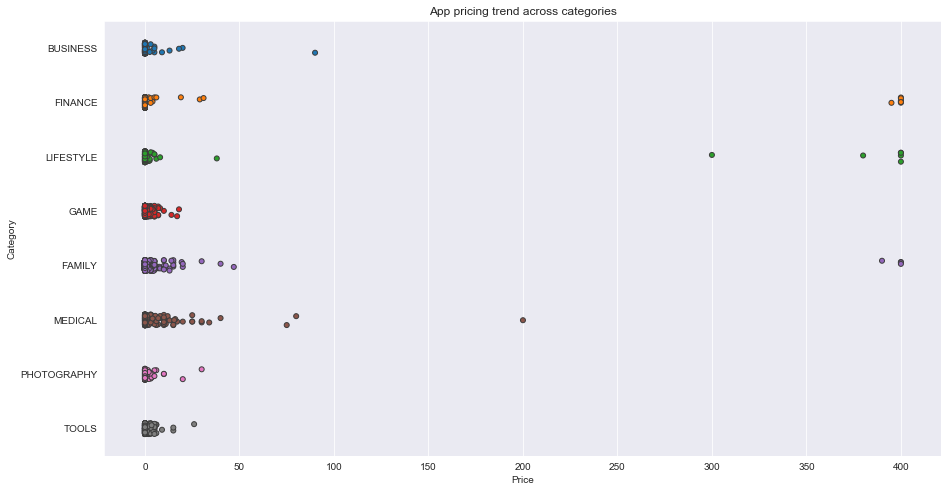 App pricing trend across categories
Category
BUSINESS
FINANCE
LIFESTYLE
GAME
FAMILY
MEDICAL
PHOTOGRAPHY
TOOLS
0 50 100 150 200 250 300 350 400
Price